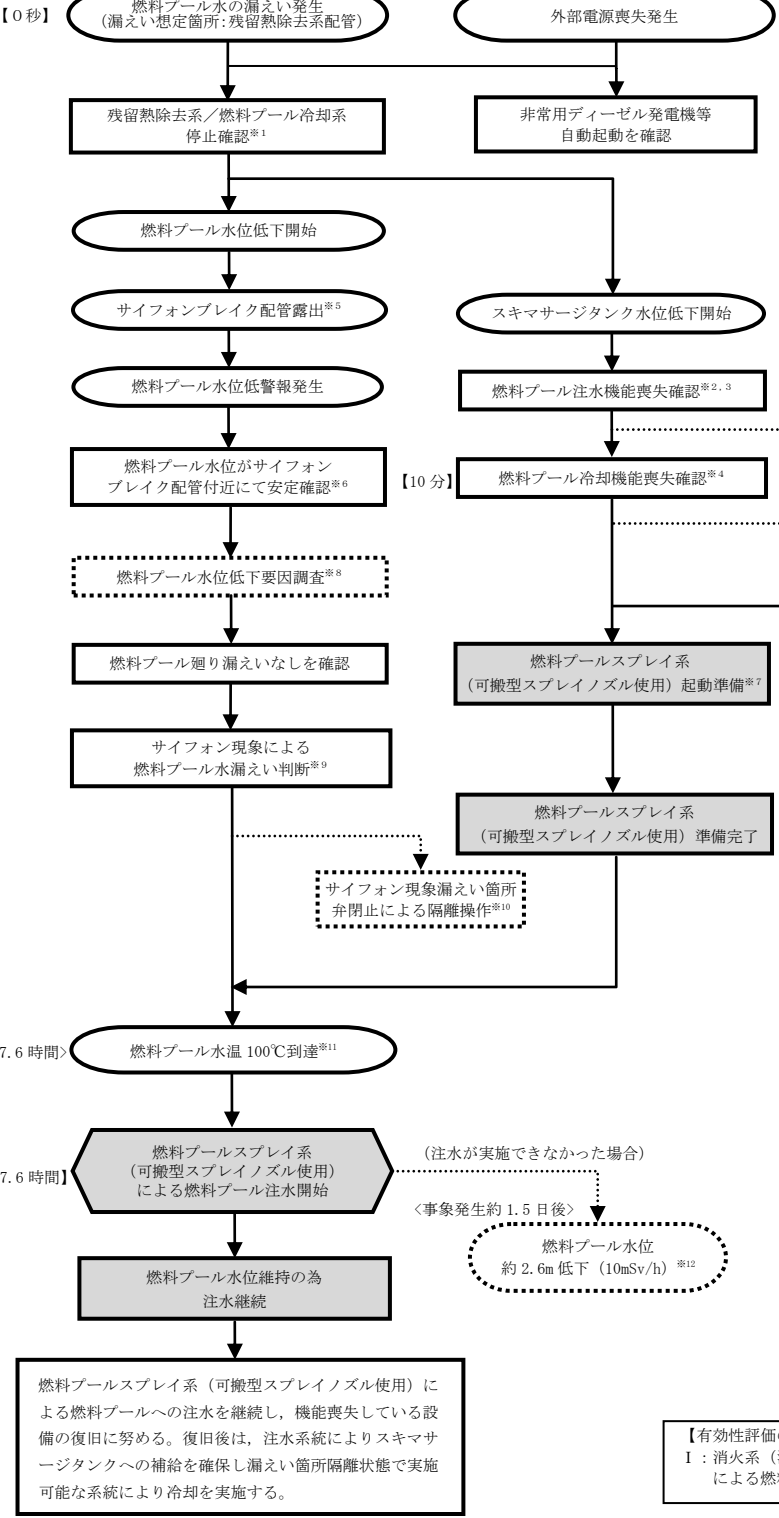 【0秒】
燃料プール水の漏えい発生
（漏えい想定箇所：残留熱除去系配管）
外部電源喪失発生
残留熱除去系／燃料プール冷却系
停止確認※1
非常用ディーゼル発電機等
自動起動を確認
燃料プール水位低下開始
サイフォンブレイク配管露出※5
スキマサージタンク水位低下開始
燃料プール水位低警報発生
燃料プール注水機能喪失確認※2,3
燃料プール水位がサイフォン
ブレイク配管付近にて安定確認※6
【10分】
燃料プール冷却機能喪失確認※4
燃料プール水位低下要因調査※8
燃料プール廻り漏えいなしを確認
燃料プールスプレイ系
（可搬型スプレイノズル使用）起動準備※7
サイフォン現象による
燃料プール水漏えい判断※9
燃料プールスプレイ系
（可搬型スプレイノズル使用）準備完了
サイフォン現象漏えい箇所
弁閉止による隔離操作※10
7.6時間>
燃料プール水温100℃到達※11
7.6時間】
燃料プールスプレイ系
（可搬型スプレイノズル使用）
による燃料プール注水開始
（注水が実施できなかった場合）
<事象発生約1.5日後>
燃料プール水位
約2.6m低下（10mSv/h）※12
燃料プール水位維持の為
注水継続
燃料プールスプレイ系（可搬型スプレイノズル使用）に
よる燃料プールへの注水を継続し，機能喪失している設
備の復旧に努める。復旧後は，注水系統によりスキマサ
ージタンクへの補給を確保し漏えい箇所隔離状態で実施
可能な系統により冷却を実施する。
【有効性評価
Ⅰ：消火系（
による燃